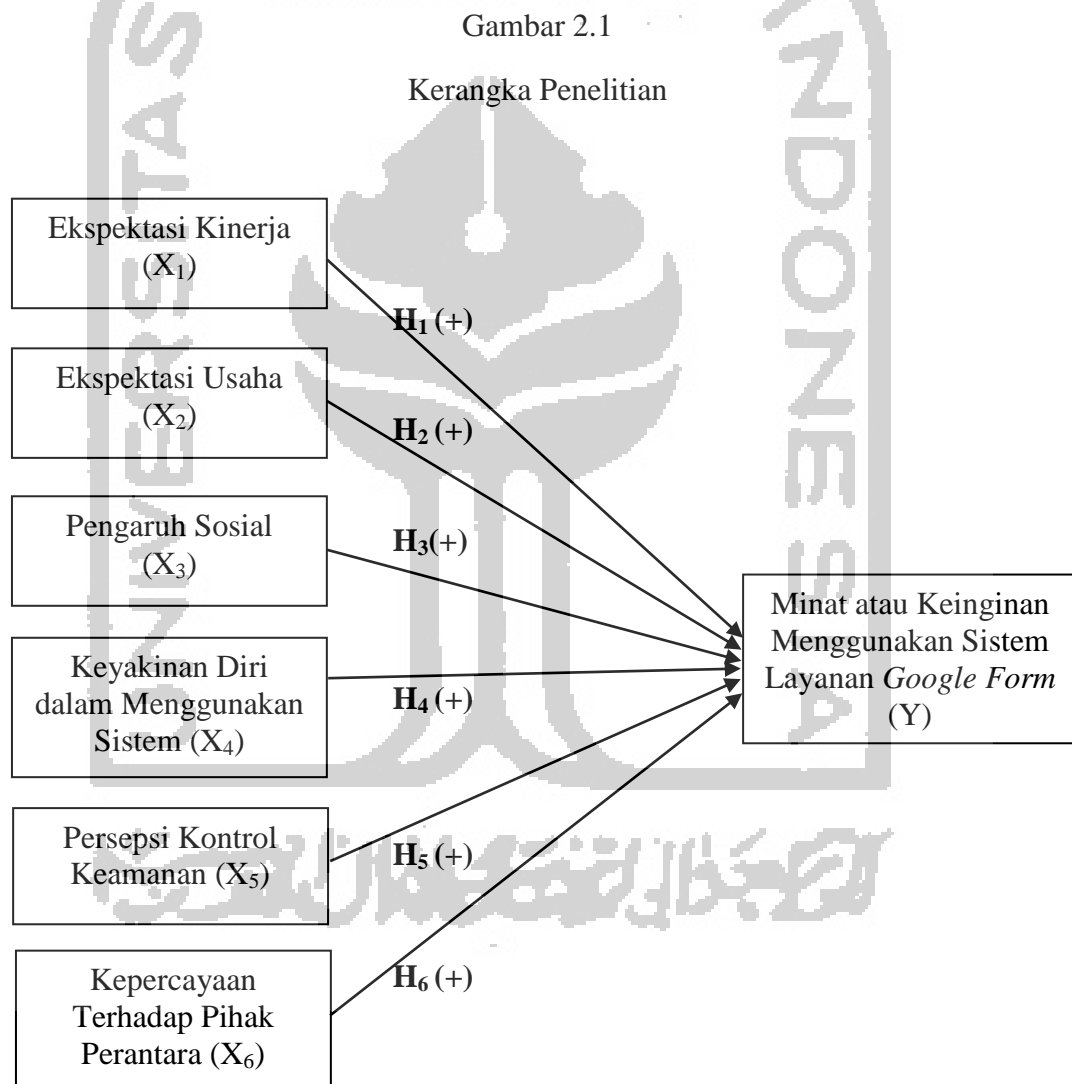 Gambar 2.1
Kerangka Penelitian
Ekspektasi Kinerja
(X₁)
H₁ (+)
Ekspektasi Usaha
(X₂)
H₂ (+)
Pengaruh Sosial
(X₃)
H₃(+)
Keyakinan Diri
dalam Menggunakan
Sistem (X₄)
H₄ (+)
Minat atau Keinginan
Menggunakan Sistem
Layanan Google Form
(Y)
Persepsi Kontrol
Keamanan (X₅)
H₅ (+)
Kepercayaan
Terhadap Pihak
Perantara (X₆)
H₆ (+)
UNIVERSITAS
INDONESIA